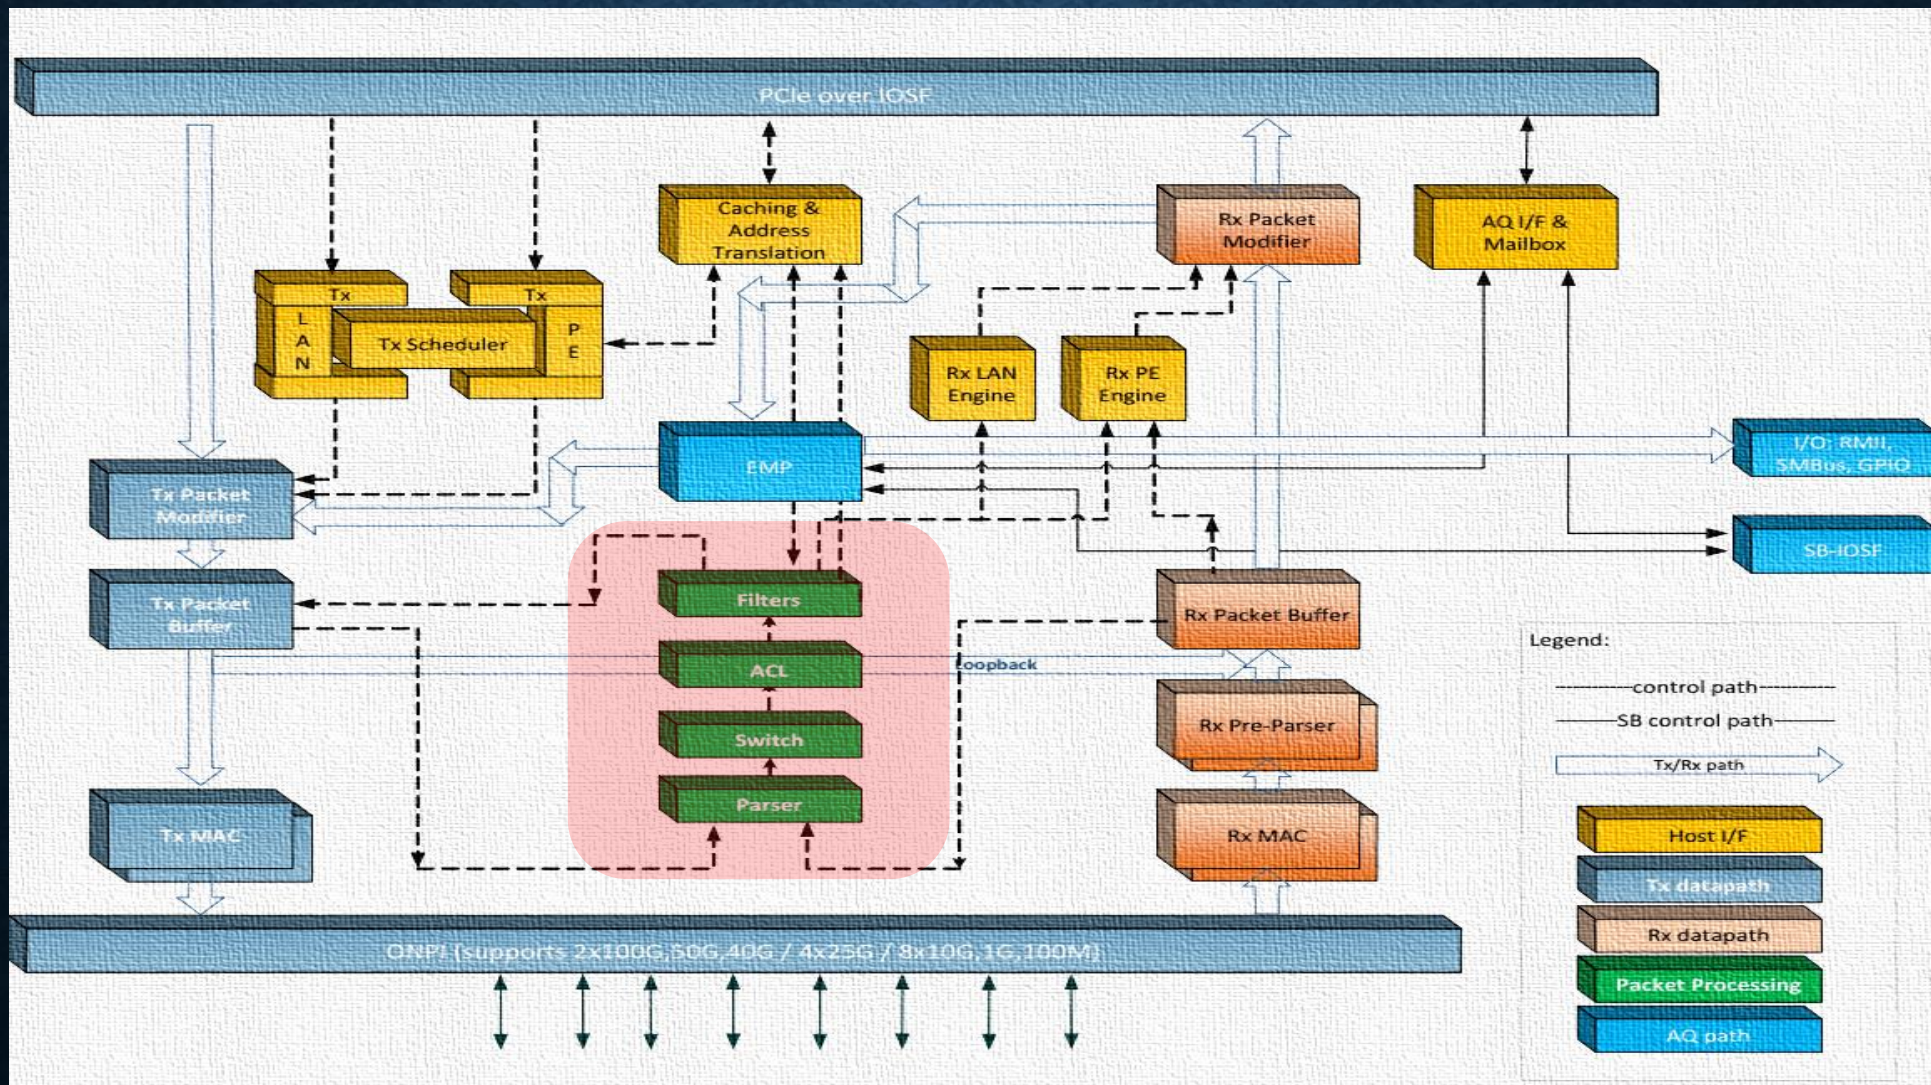 PCIe over IOSF
Caching &
Address
Translation
Rx Packet
Modifier
AQ I/F &
Mailbox
Tx
L
A
N
Tx Scheduler
Tx
P
E
Rx LAN
Engine
Rx PE
Engine
EMP
I/O: RMII,
SMBus, GPIO
Tx Packet
Modifier
SB-IOSF
Tx Packet
Buffer
Filters
Rx Packet Buffer
ACL
Loopback
Switch
Rx Pre-Parser
Parser
Tx MAC
Rx MAC
ONPI (supports 2x100G,50G,40G / 4x25G / 8x10G,1G,100M)
Legend:
control path
SB control path
Tx/Rx path
Host I/F
Tx datapath
Rx datapath
Packet Processing
AQ path